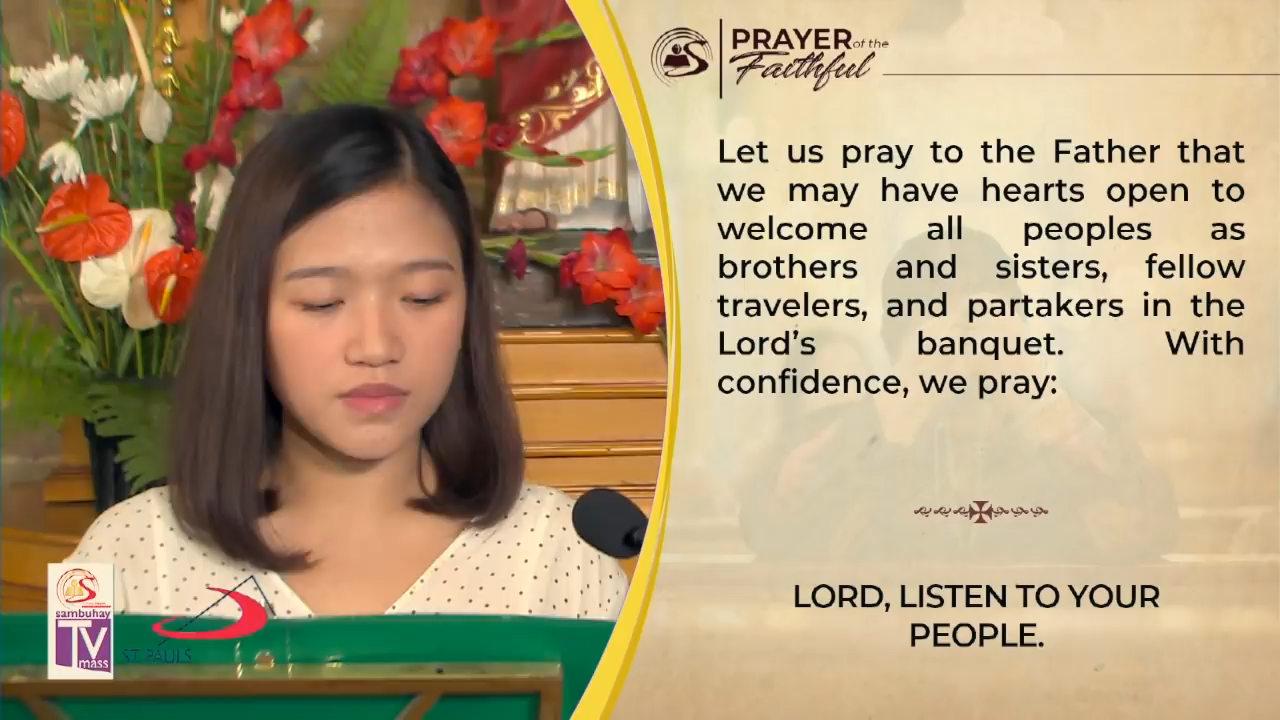 PRAYER of the
Faithful
Let us pray to the Father that
we may have hearts open to
welcome all peoples as
brothers and sisters, fellow
travelers, and partakers in the
Lord's banquet. With
confidence, we pray:
LORD, LISTEN TO YOUR
PEOPLE.
sambuhay
TV
mass
ST PAULS